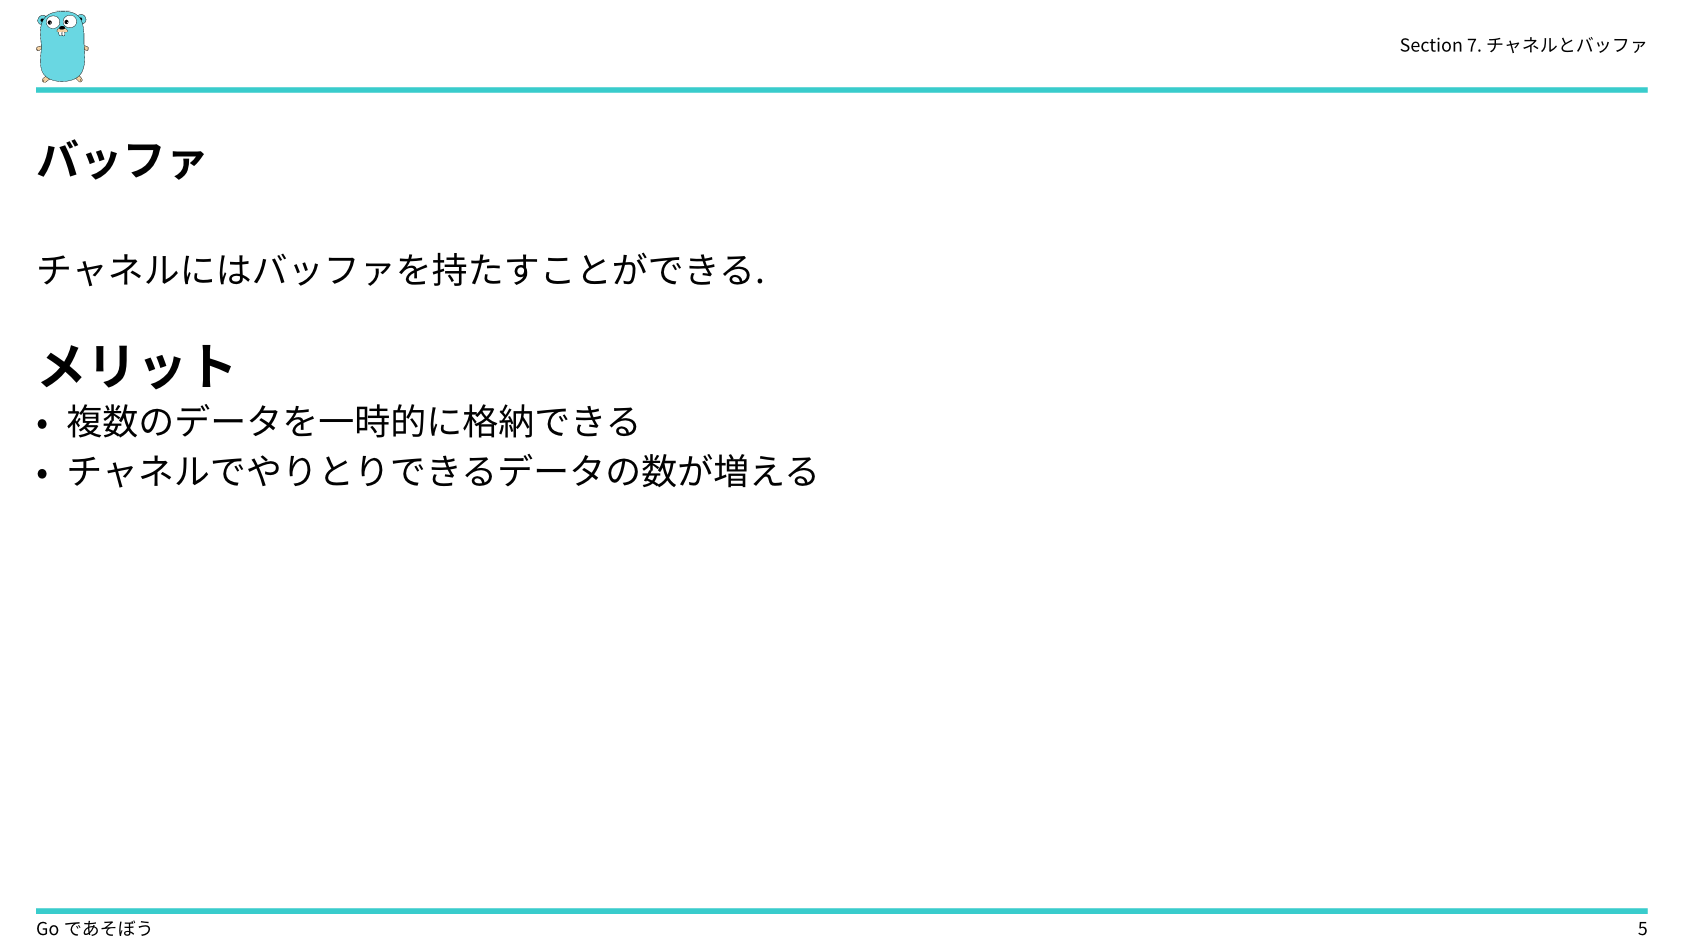 Section 7. チャネルとバッファ
バッファ
チャネルにはバッファを持たすことができる.
メリット
• 複数のデータを一時的に格納できる
• チャネルでやりとりできるデータの数が増える
Go であそぼう
5